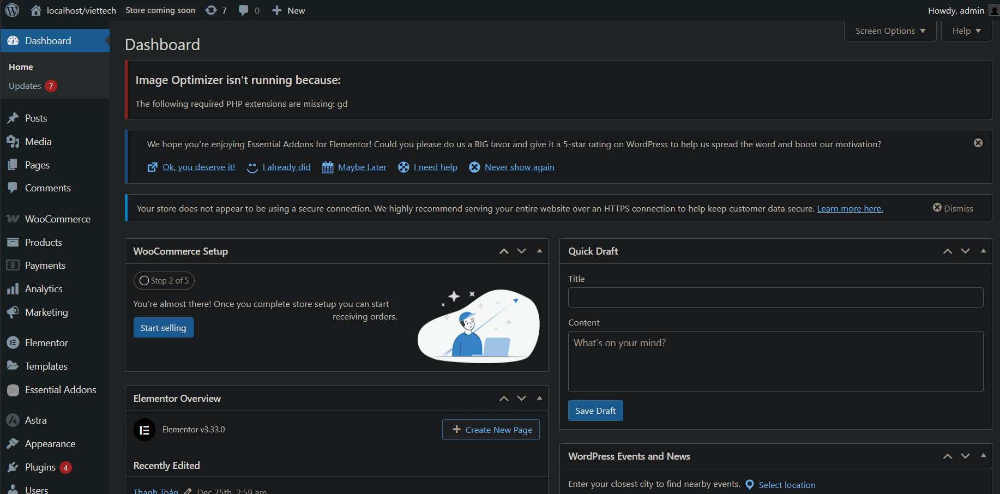 localhost/viettech Store coming soon 7 0 New
Howdy, admin
Dashboard
Home
Updates 7
Posts
Media
Pages
Comments
WooCommerce
Products
Payments
Analytics
Marketing
Elementor
Templates
Essential Addons
Astra
Appearance
Plugins 4
Users
Screen Options
Help
Dashboard
Image Optimizer isn’t running because:
The following required PHP extensions are missing: gd
We hope you're enjoying Essential Addons for Elementor! Could you please do us a BIG favor and give it a 5-star rating on WordPress to help us spread the word and boost our motivation?
Ok, you deserve it! I already did Maybe Later I need help Never show again
Your store does not appear to be using a secure connection. We highly recommend serving your entire website over an HTTPS connection to help keep customer data secure. Learn more here.
Dismiss
WooCommerce Setup
Step 2 of 5
You're almost there! Once you complete store setup you can start
receiving orders.
Start selling
Elementor Overview
Elementor v3.33.0
Create New Page
Recently Edited
Thanh Toán Dec 25th, 2:59 am
Quick Draft
Title
Content
What’s on your mind?
Save Draft
WordPress Events and News
Enter your closest city to find nearby events. Select location